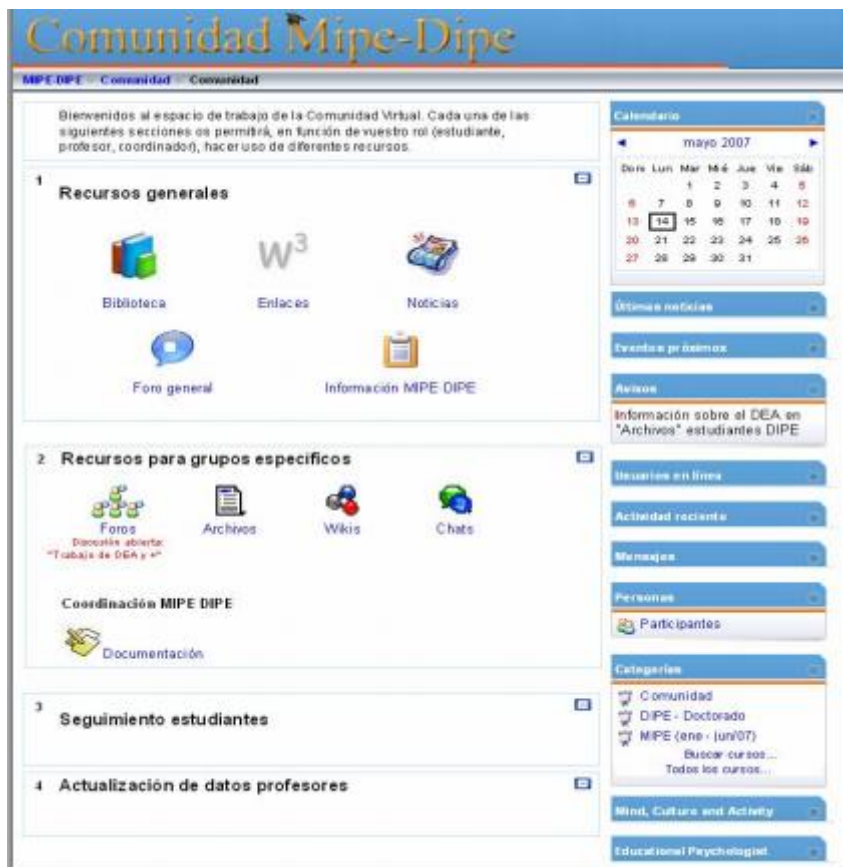 Comunidad Mipe-Dipe
MIPE-DIPE Comunidad Comunidad
Bienvenidos al espacio de trabajo de la Comunidad Virtual. Cada una de las
siguientes secciones os permitirá, en función de vuestro rol (estudiante,
profesor, coordinador), hacer uso de diferentes recursos.
1
Recursos generales
Biblioteca
W3
Enlaces
Noticias
Foro general
Información MIPE DIPE
2 Recursos para grupos específicos
Foros
Discusión abierta:
"Trabajo de DEA y +"
Archivos
Wikis
Chats
Coordinación MIPE DIPE
Documentación
3
Seguimiento estudiantes
4 Actualización de datos profesores
Calendario
mayo 2007
Dom Lun Mar Mié Jue Vie Sáb
1 2 3 4 5
6 7 8 9 10 11 12
13 14 15 16 17 18 19
20 21 22 23 24 25 26
27 28 29 30 31
Últimas noticias
Eventos próximos
Avisos
Información sobre el DEA en
"Archivos" estudiantes DIPE
Usuarios en línea
Actividad reciente
Mensajes
Personas
Participantes
Categorías
Comunidad
DIPE - Doctorado
MIPE (ene - jun/07)
Buscar cursos...
Todos los cursos...
Mind, Culture and Activity
Educational Psychologist